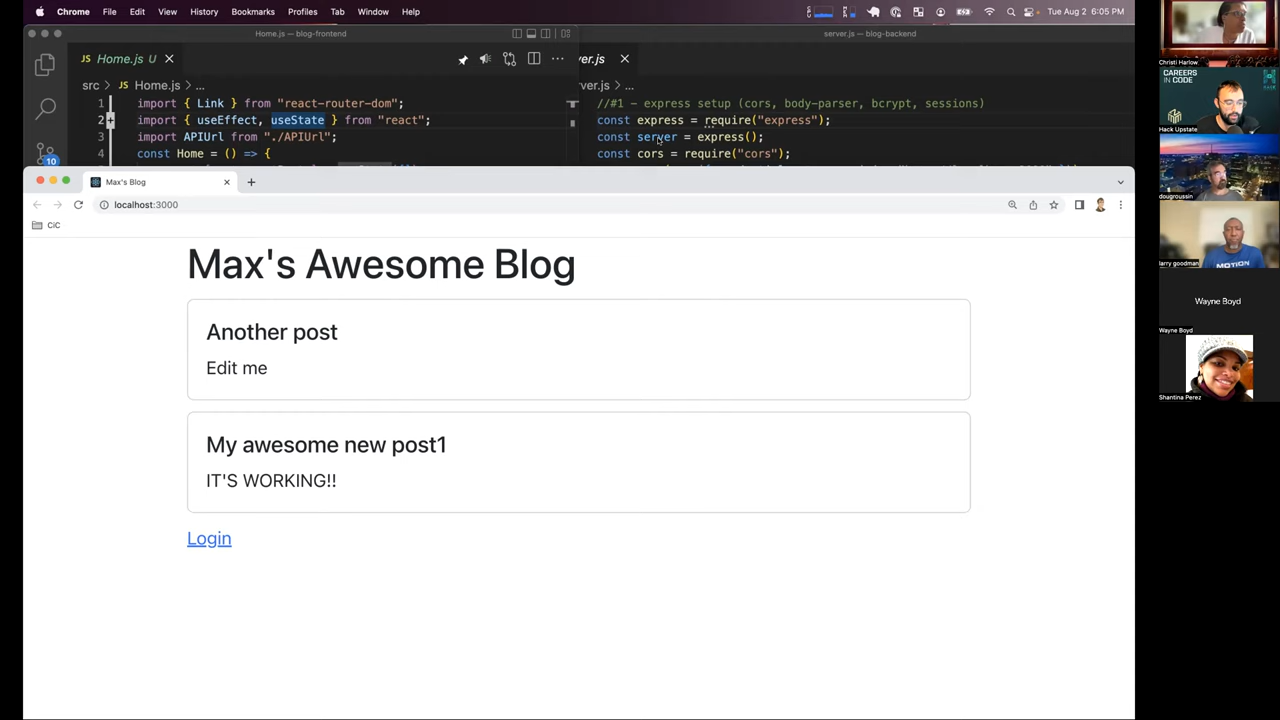 Chrome File Edit View History Bookmarks Profiles Tab Window Help
Tue Aug 2 6:05 PM
Home.js — blog-frontend
server.js — blog-backend
JS Home.js U
ver.js
src > JS Home.js > ...
ver.js > ...
1 import { Link } from "react-router-dom";
2 import { useEffect, useState } from "react";
3 import APIUrl from "./APIUrl";
4 const Home = () => {
//#1 - express setup (cors, body-parser, bcrypt, sessions)
const express = require("express");
const server = express();
const cors = require("cors");
10
Max's Blog
localhost:3000
CiC
Max's Awesome Blog
Another post
Edit me
My awesome new post1
IT'S WORKING!!
Login
Christi Harlow
CAREERS
IN CODE
Hack Upstate
dougroussin
MOTION
larry goodman
Wayne Boyd
Wayne Boyd
Shantina Perez